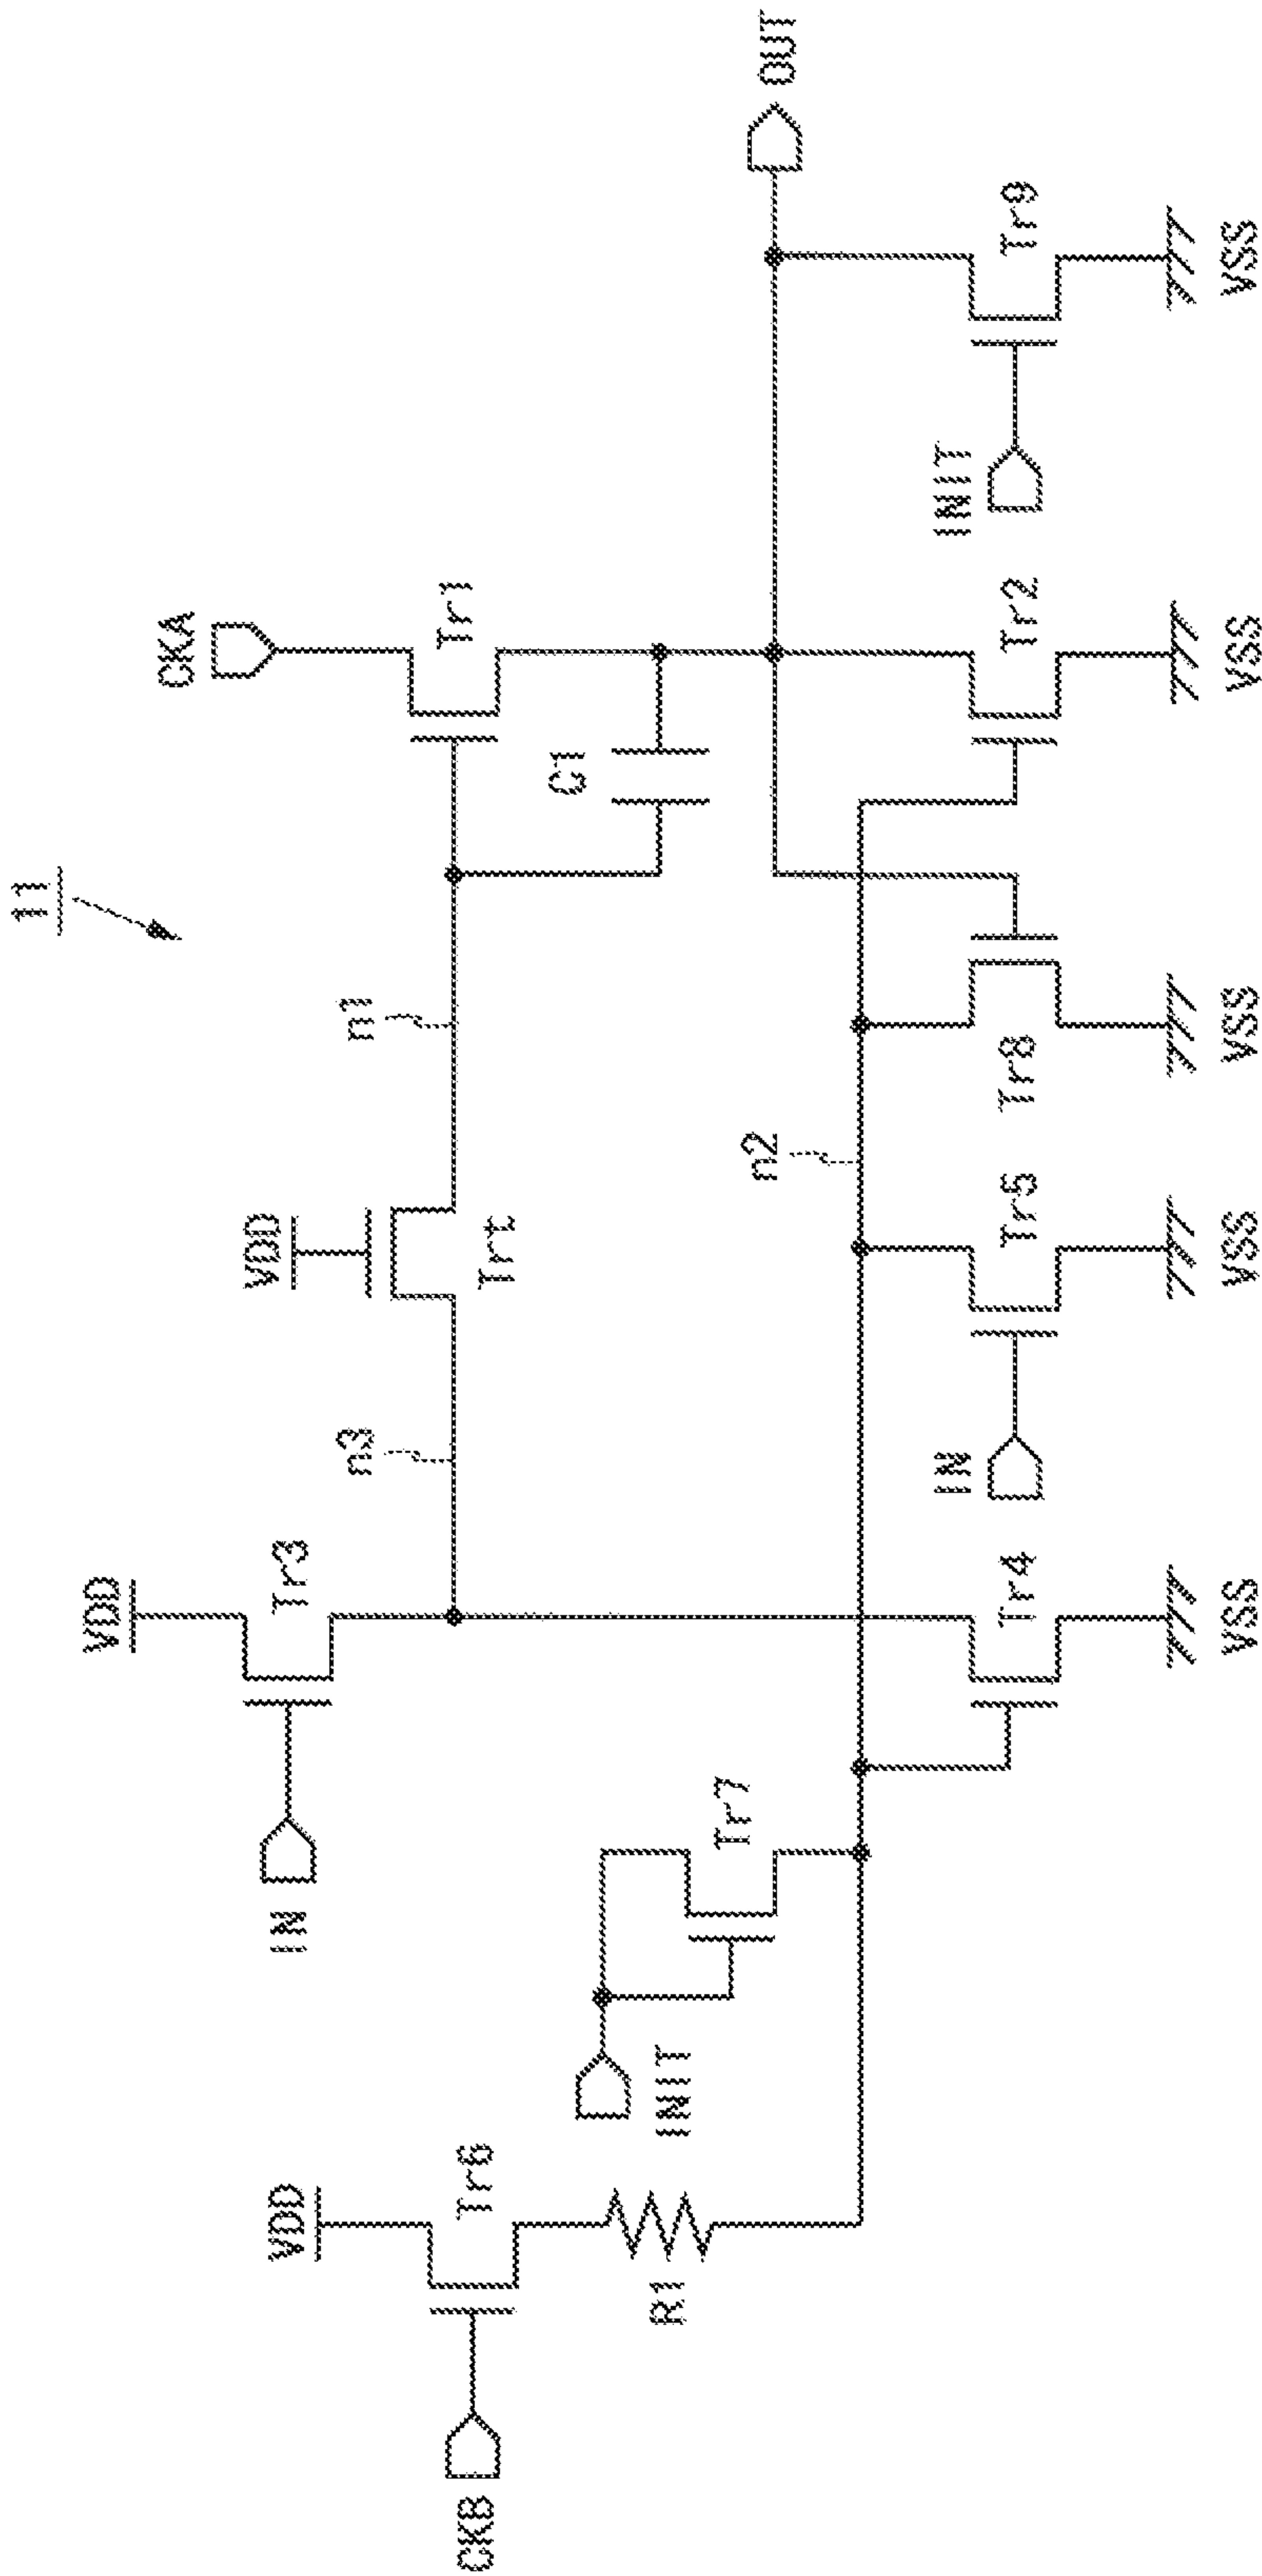 11
CKA
VDD
VDD
Tr3
IN
VDD
Tr1
n3
n1
CKB
Tr6
Trt
C1
INIT
R1
Tr7
n2
OUT
IN
INIT
Tr4
Tr5
Tr8
Tr2
Tr9
VSS
VSS
VSS
VSS
VSS